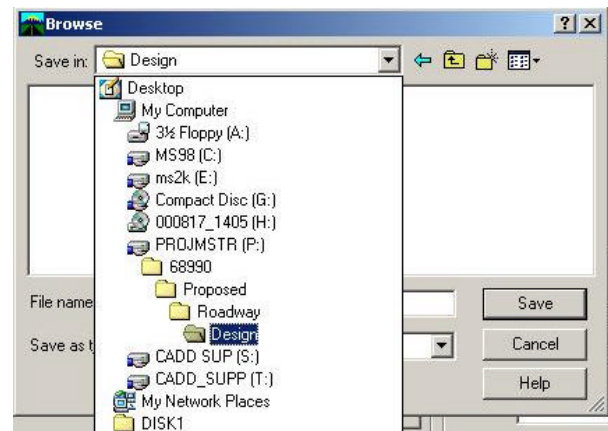 Browse
Save in: Design
Desktop
My Computer
3½ Floppy (A:)
MS98 (C:)
ms2k (E:)
Compact Disc (G:)
000817_1405 (H:)
PROJMSTR (P:)
68990
Proposed
Roadway
Design
CADD SUP (S:)
CADD_SUPP (T:)
My Network Places
DISK1
File name
Save
Save as t
Cancel
Help